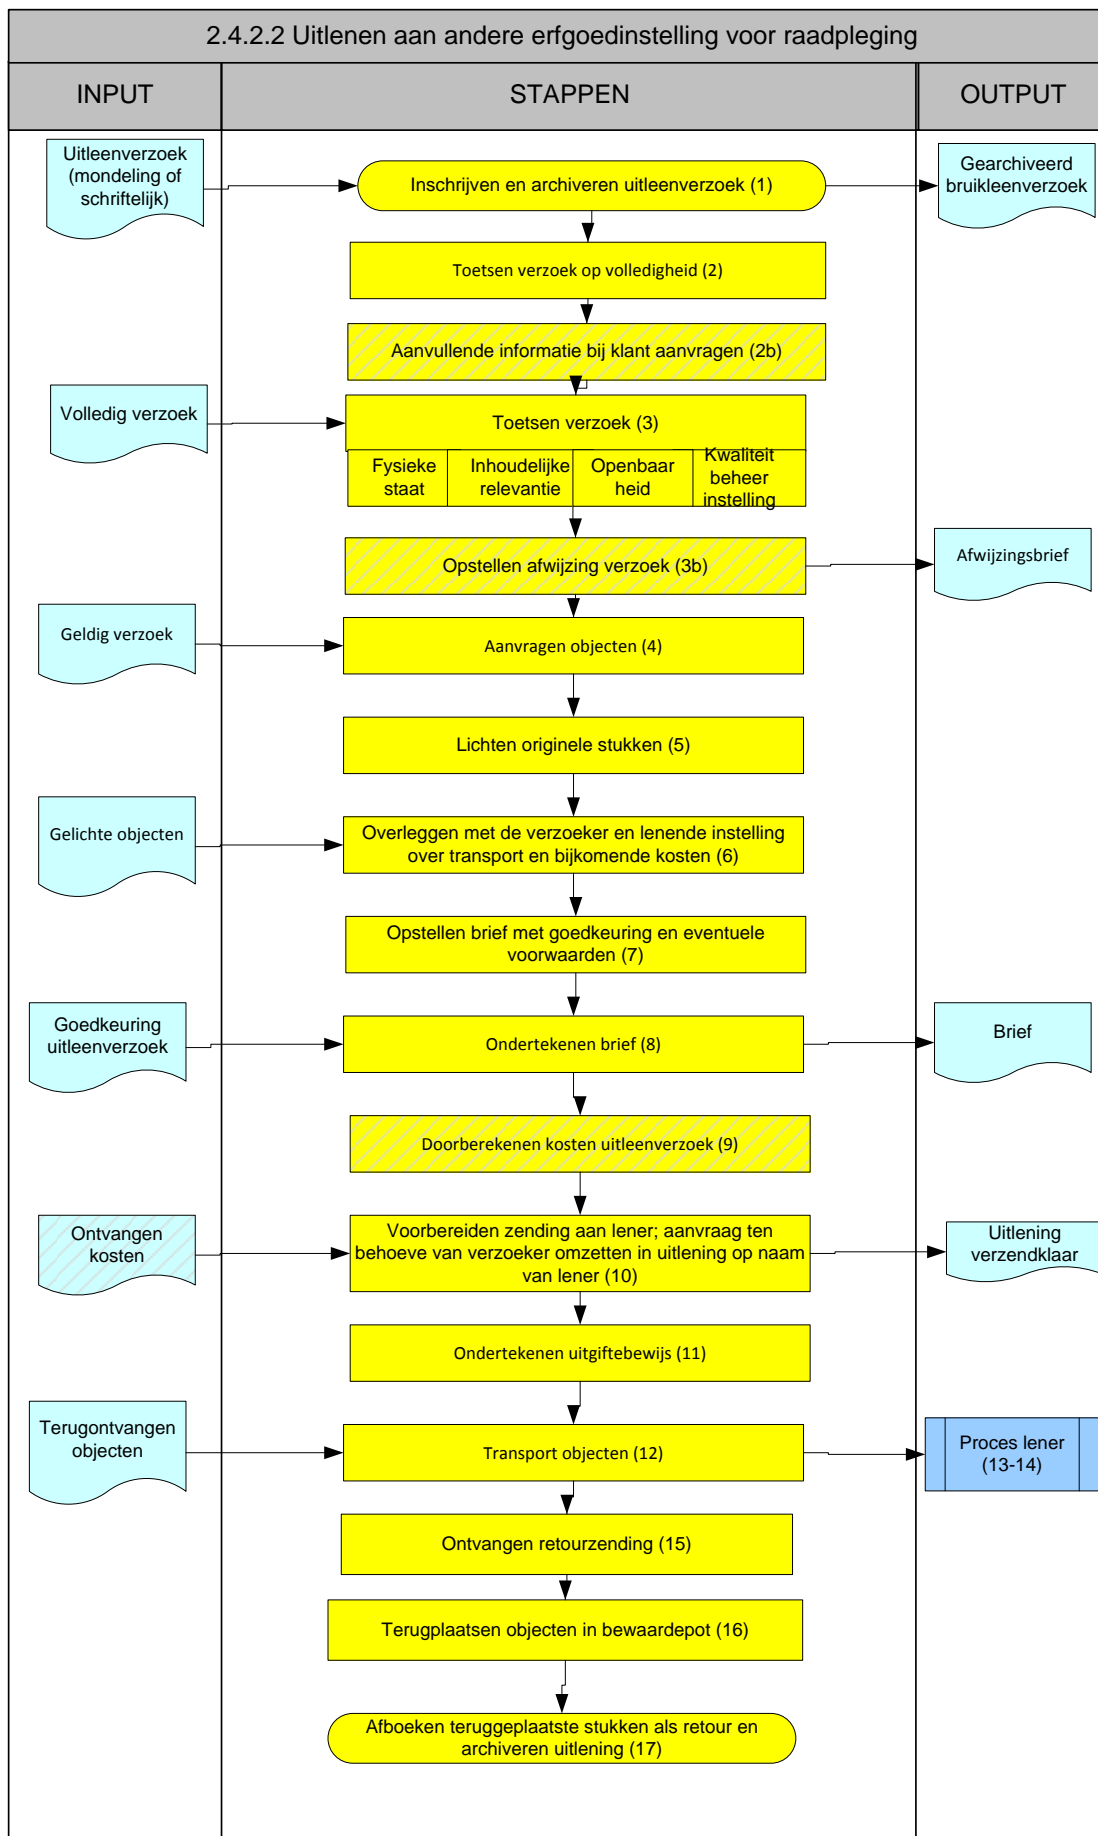 2.4.2.2 Uitlenen aan andere erfgoedinstelling voor raadpleging
INPUT
STAPPEN
OUTPUT
Uitleenverzoek
(mondeling of
schriftelijk)
Inschrijven en archiveren uitleenverzoek (1)
Gearchiveerd
bruikleenverzoek
Toetsen verzoek op volledigheid (2)
Aanvullende informatie bij klant aanvragen (2b)
Volledig verzoek
Toetsen verzoek (3)
Fysieke
staat
Inhoudelijke
relevantie
Openbaar
heid
Kwaliteit
beheer
instelling
Opstellen afwijzing verzoek (3b)
Afwijzingsbrief
Geldig verzoek
Aanvragen objecten (4)
Lichten originele stukken (5)
Gelichte objecten
Overleggen met de verzoeker en lenende instelling
over transport en bijkomende kosten (6)
Opstellen brief met goedkeuring en eventuele
voorwaarden (7)
Goedkeuring
uitleenverzoek
Ondertekenen brief (8)
Brief
Doorberekenen kosten uitleenverzoek (9)
Ontvangen
kosten
Voorbereiden zending aan lener; aanvraag ten
behoeve van verzoeker omzetten in uitlening op naam
van lener (10)
Uitlening
verzendklaar
Ondertekenen uitgiftebewijs (11)
Terugontvangen
objecten
Transport objecten (12)
Proces lener
(13-14)
Ontvangen retourzending (15)
Terugplaatsen objecten in bewaardepot (16)
Afboeken teruggeplaatste stukken als retour en
archiveren uitlening (17)